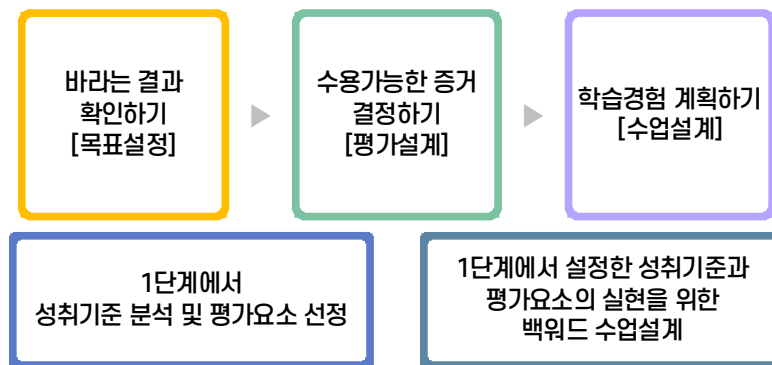 바라는 결과
확인하기
[목표설정]
수용가능한 증거
결정하기
[평가설계]
학습경험 계획하기
[수업설계]
1단계에서
성취기준 분석 및 평가요소 선정
1단계에서 설정한 성취기준과
평가요소의 실현을 위한
백워드 수업설계